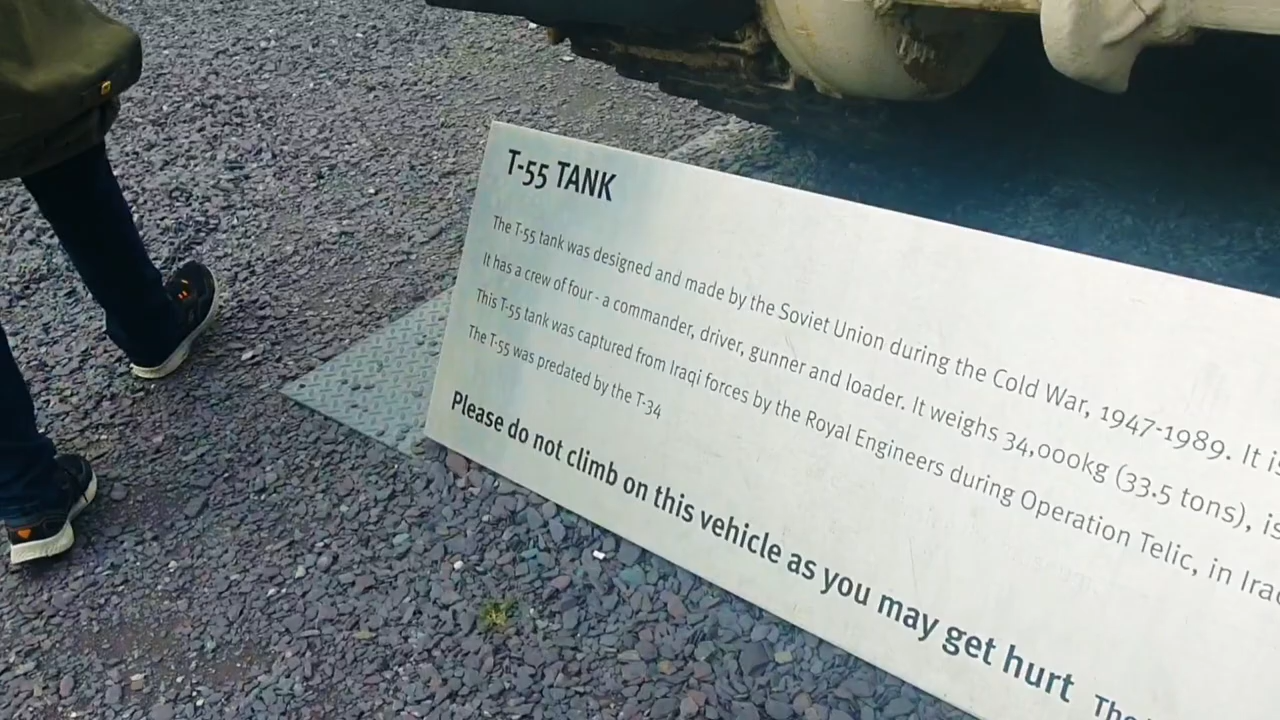 T-55 TANK
The T-55 tank was designed and made by the Soviet Union during the Cold War, 1947-1989. It is
It has a crew of four - a commander, driver, gunner and loader. It weighs 34,000kg (33.5 tons), is
This T-55 tank was captured from Iraqi forces by the Royal Engineers during Operation Telic, in
The T-55 was predated by the T-34
Please do not climb on this vehicle as you may get hurt